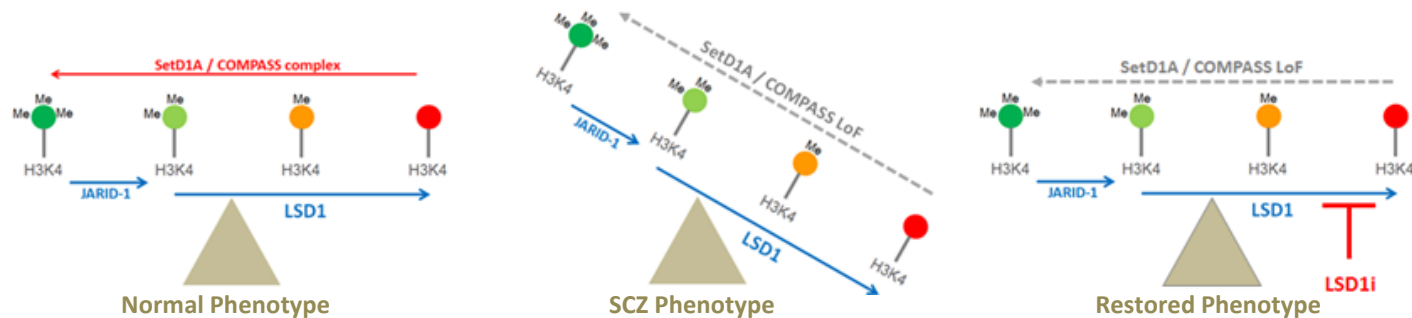 SetD1A / COMPASS complex
Me
Me
Me
Me
Me
Me
H3K4
H3K4
H3K4
H3K4
JARID-1
LSD1
Normal Phenotype
Me
Me
Me
SetD1A / COMPASS LoF
H3K4
Me
Me
JARID-1
H3K4
Me
H3K4
LSD1
H3K4
SCZ Phenotype
SetD1A / COMPASS LoF
Me
Me
Me
Me
Me
Me
H3K4
H3K4
H3K4
H3K4
JARID-1
LSD1
LSD1i
Restored Phenotype